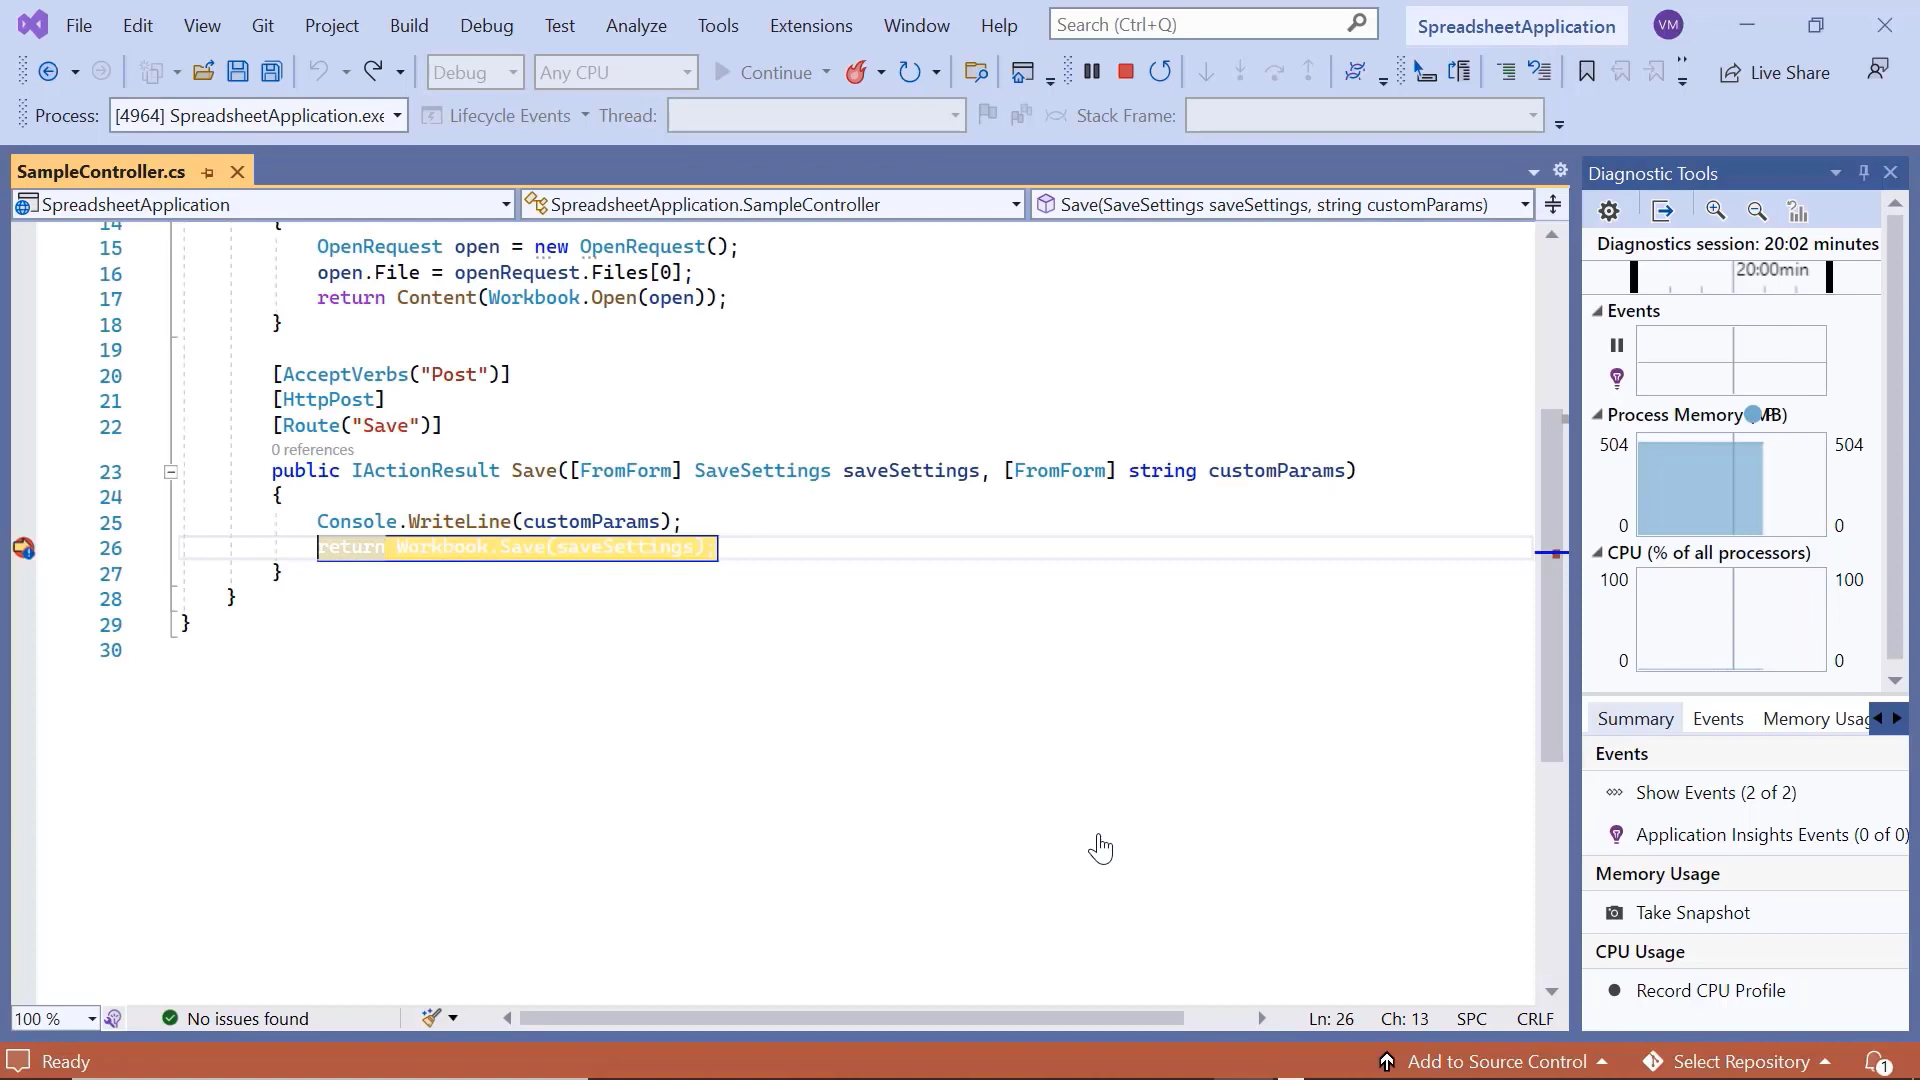 File Edit View Git Project Build Debug Test Analyze Tools Extensions Window Help Search (Ctrl+Q) SpreadsheetApplication VM
Debug Any CPU Continue Live Share
Process: [4964] SpreadsheetApplication.exe Lifecycle Events Thread: Stack Frame:
SampleController.cs
SpreadsheetApplication SpreadsheetApplication.SampleController Save(SaveSettings saveSettings, string customParams)
14 {
15 OpenRequest open = new OpenRequest();
16 open.File = openRequest.Files[0];
17 return Content(Workbook.Open(open));
18 }
19
20 [AcceptVerbs("Post")]
21 [HttpPost]
22 [Route("Save")]
0 references
23 public IActionResult Save([FromForm] SaveSettings saveSettings, [FromForm] string customParams)
24 {
25 Console.WriteLine(customParams);
26 return Workbook.Save(saveSettings);
27 }
28 }
29 }
30
100 % No issues found Ln: 26 Ch: 13 SPC CRLF
Diagnostic Tools
Diagnostics session: 20:02 minutes
20:00min
Events
Process Memory
504 504
0 0
CPU (% of all processors)
100 100
0 0
Summary Events Memory Usag
Events
Show Events (2 of 2)
Application Insights Events (0 of 0)
Memory Usage
Take Snapshot
CPU Usage
Record CPU Profile
Ready Add to Source Control Select Repository 1